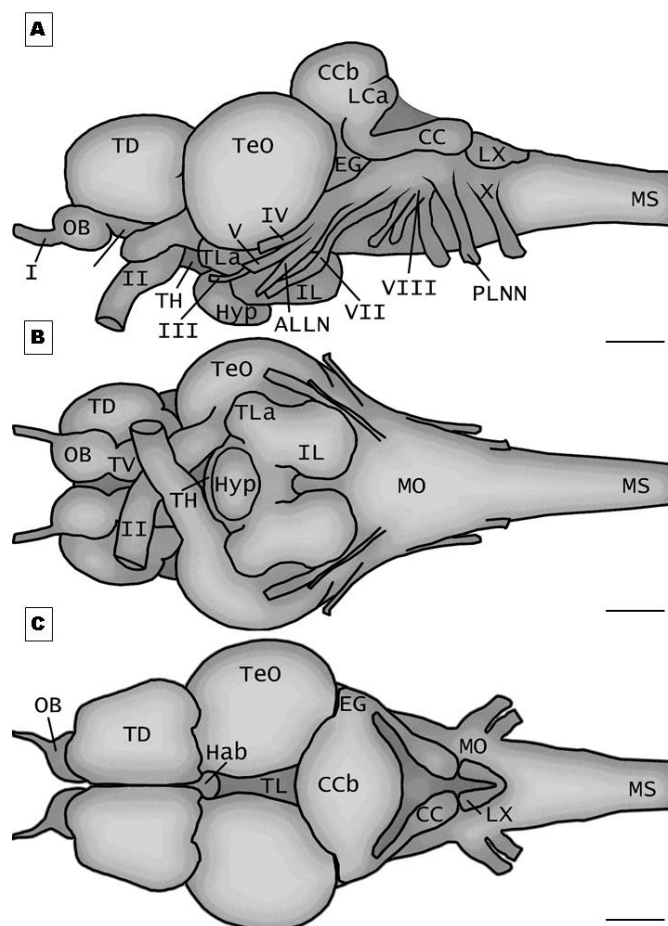 A
CCb
LCa
TD
TeO
CC
LX
EG
X
MS
OB
IV
V
TLa
I
II
TH
IL
VIII
PLNN
III
Hyp
ALLN
VII
B
TeO
TD
TLa
OB
TV
IL
TH
Hyp
MO
MS
II
C
TeO
OB
EG
TD
Hab
MO
TL
CCb
MS
CC
LX